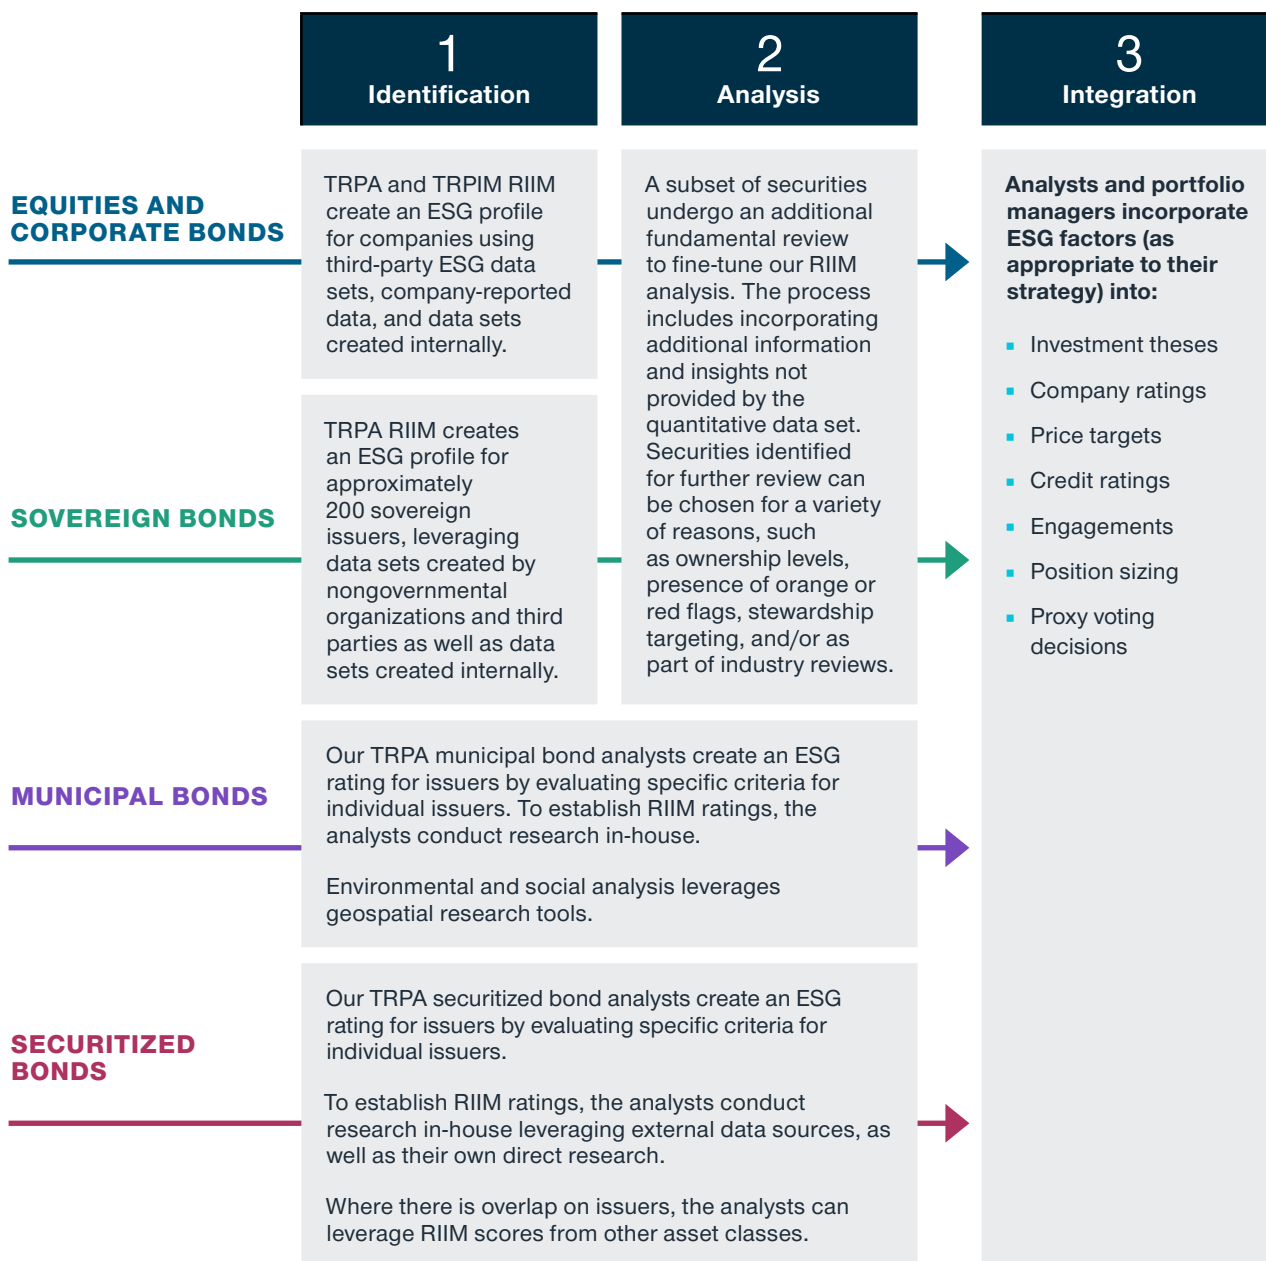 1
Identification
2
Analysis
3
Integration
EQUITIES AND
CORPORATE BONDS
TRPA and TRPIM RIIM
create an ESG profile
for companies using
third-party ESG data
sets, company-reported
data, and data sets
created internally.
SOVEREIGN BONDS
TRPA RIIM creates
an ESG profile for
approximately
200 sovereign
issuers, leveraging
data sets created by
nongovernmental
organizations and third
parties as well as data
sets created internally.
A subset of securities
undergo an additional
fundamental review
to fine-tune our RIIM
analysis. The process
includes incorporating
additional information
and insights not
provided by the
quantitative data set.
Securities identified
for further review can
be chosen for a variety
of reasons, such
as ownership levels,
presence of orange or
red flags, stewardship
targeting, and/or as
part of industry reviews.
MUNICIPAL BONDS
Our TRPA municipal bond analysts create an ESG
rating for issuers by evaluating specific criteria for
individual issuers. To establish RIIM ratings, the
analysts conduct research in-house.
Environmental and social analysis leverages
geospatial research tools.
SECURITIZED
BONDS
Our TRPA securitized bond analysts create an ESG
rating for issuers by evaluating specific criteria for
individual issuers.
To establish RIIM ratings, the analysts conduct
research in-house leveraging external data sources, as
well as their own direct research.
Where there is overlap on issuers, the analysts can
leverage RIIM scores from other asset classes.
Analysts and portfolio
managers incorporate
ESG factors (as
appropriate to their
strategy) into:
▪ Investment theses
▪ Company ratings
▪ Price targets
▪ Credit ratings
▪ Engagements
▪ Position sizing
▪ Proxy voting
decisions